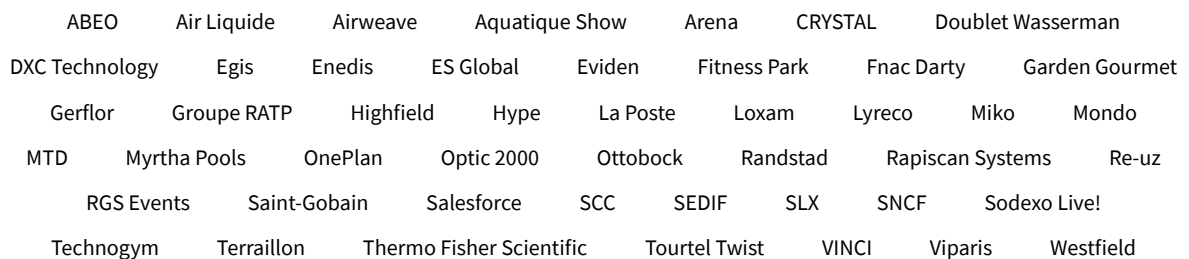 ABEO Air Liquide Airweave Aquatique Show Arena CRYSTAL Doublet Wasserman
DXC Technology Egis Enedis ES Global Eviden Fitness Park Fnac Darty Garden Gourmet
Gerflor Groupe RATP Highfield Hype La Poste Loxam Lyreco Miko Mondo
MTD Myrtha Pools OnePlan Optic 2000 Ottobock Randstad Rapiscan Systems Re-uz
RGS Events Saint-Gobain Salesforce SCC SEDIF SLX SNCF Sodexo Live!
Technogym Terraillon Thermo Fisher Scientific Tourtel Twist VINCI Viparis Westfield